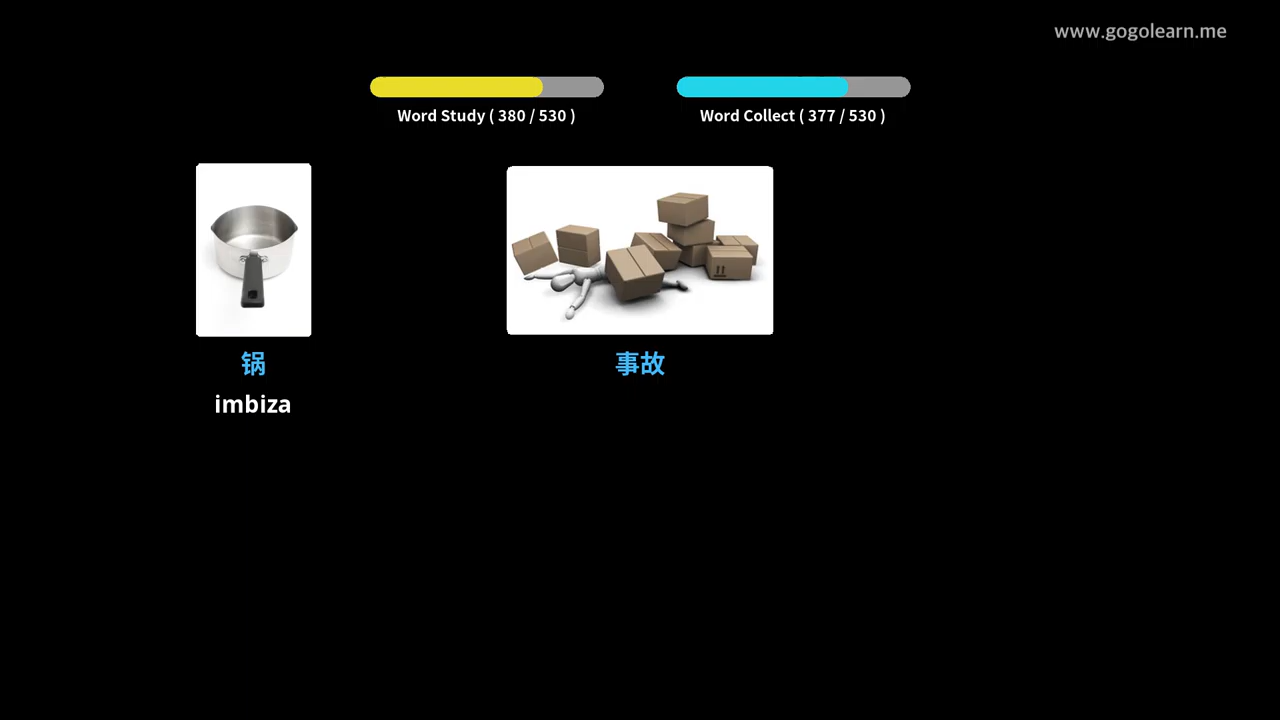 www.gogolearn.me
Word Study ( 380 / 530 )
Word Collect ( 377 / 530 )
锅
imbiza
事故